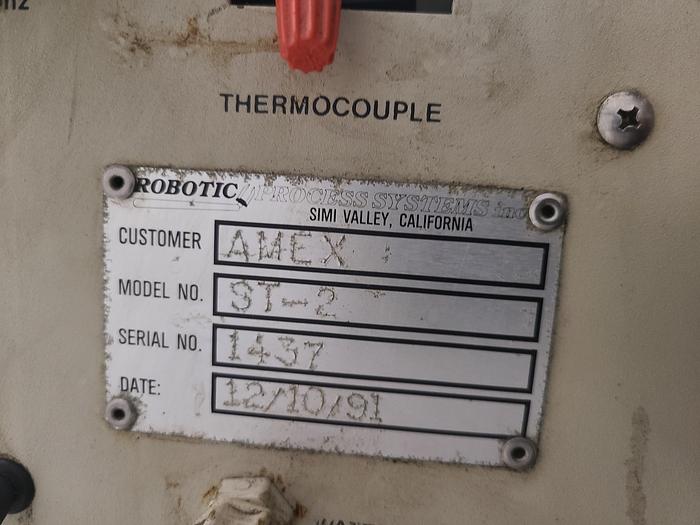 THERMOCOUPLE
ROBOTIC PROCESS SYSTEMS inc
SIMI VALLEY, CALIFORNIA
CUSTOMER AMEX
MODEL NO. ST-2
SERIAL NO. 1437
DATE: 12/10/91